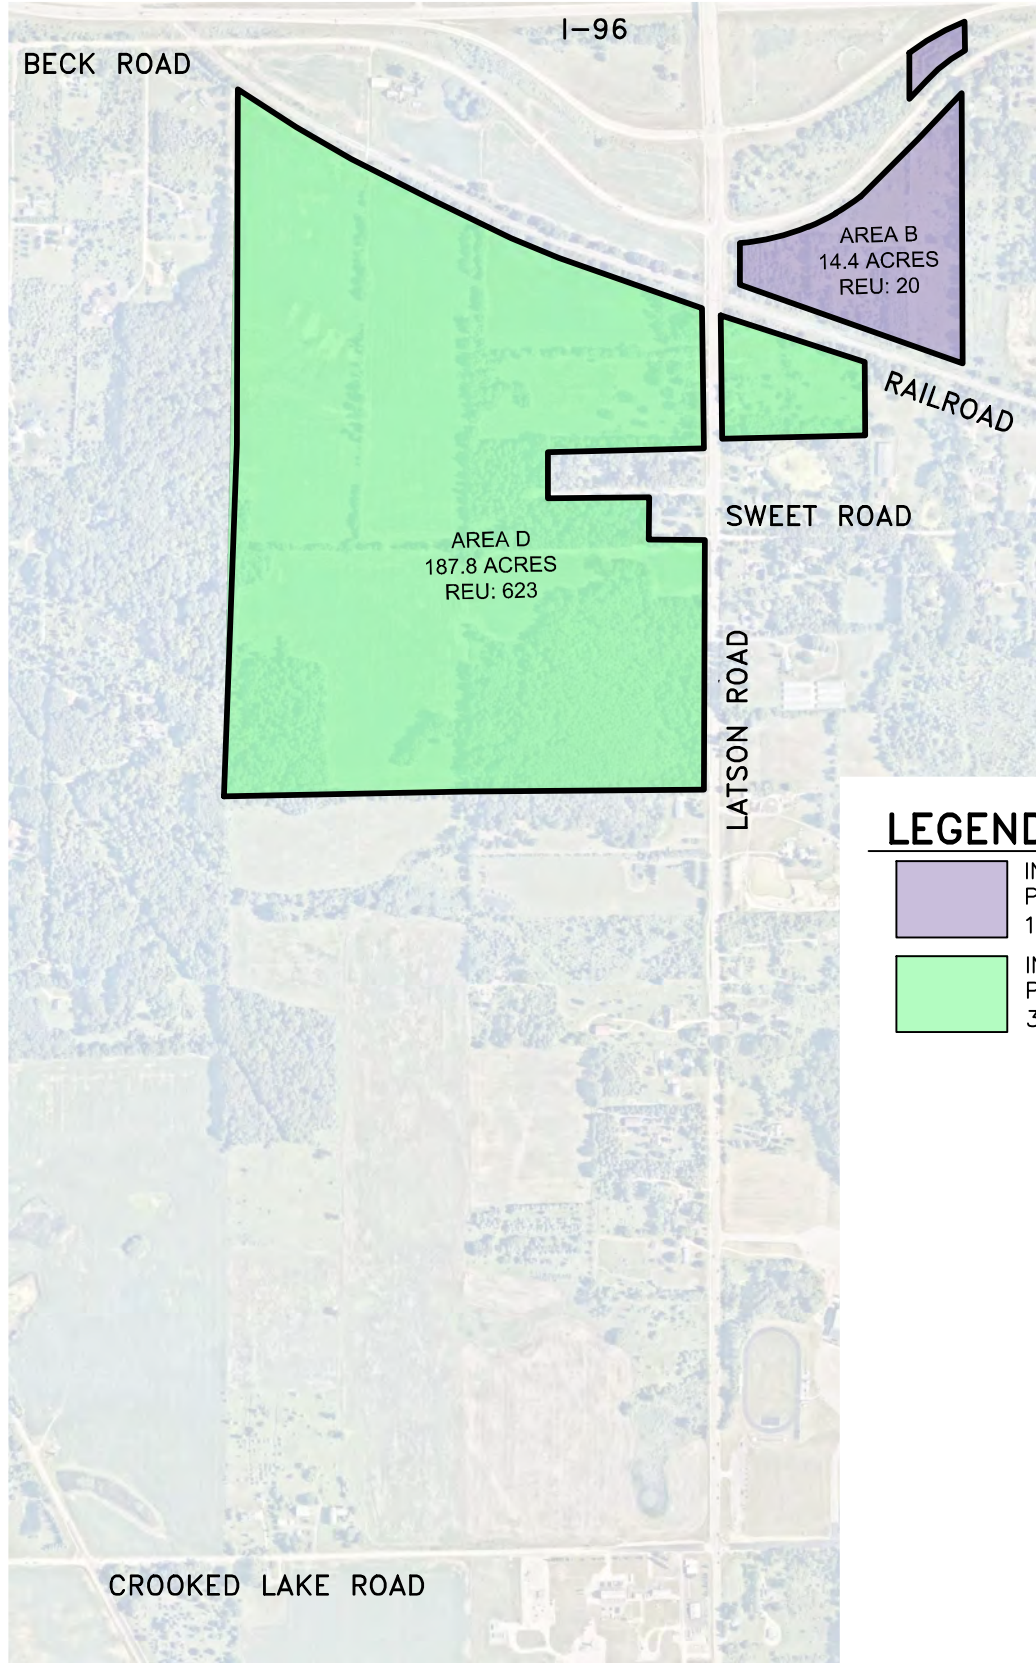 I-96
BECK ROAD
AREA B
14.4 ACRES
REU: 20
RAILROAD
SWEET ROAD
AREA D
187.8 ACRES
REU: 623
LATSON ROAD
LEGEND
CROOKED LAKE ROAD